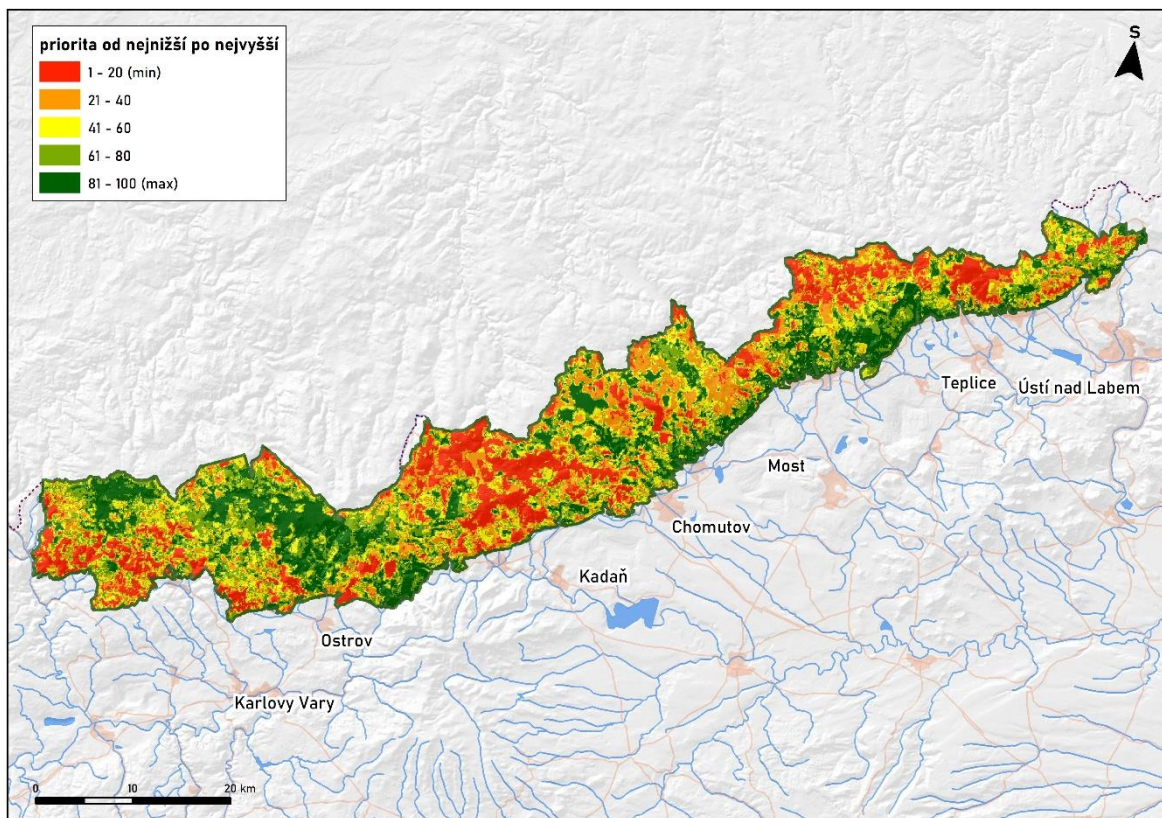 priorita od nejnižší po nejvyšší
1 - 20 (min)
21 - 40
41 - 60
61 - 80
81 - 100 (max)
S
Teplice
Ústí nad Labem
Most
Chomutov
Kadaň
Ostrov
Karlovy Vary
0 10 20 km